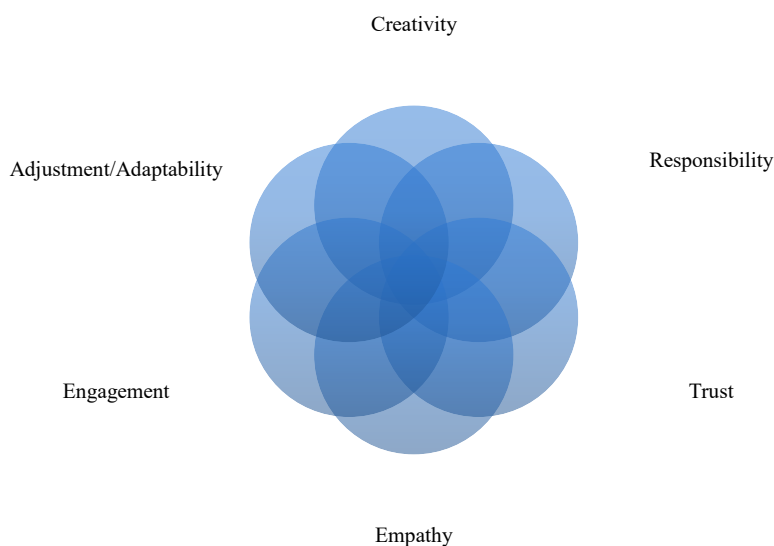 Creativity
Responsibility
Adjustment/Adaptability
Engagement
Trust
Empathy